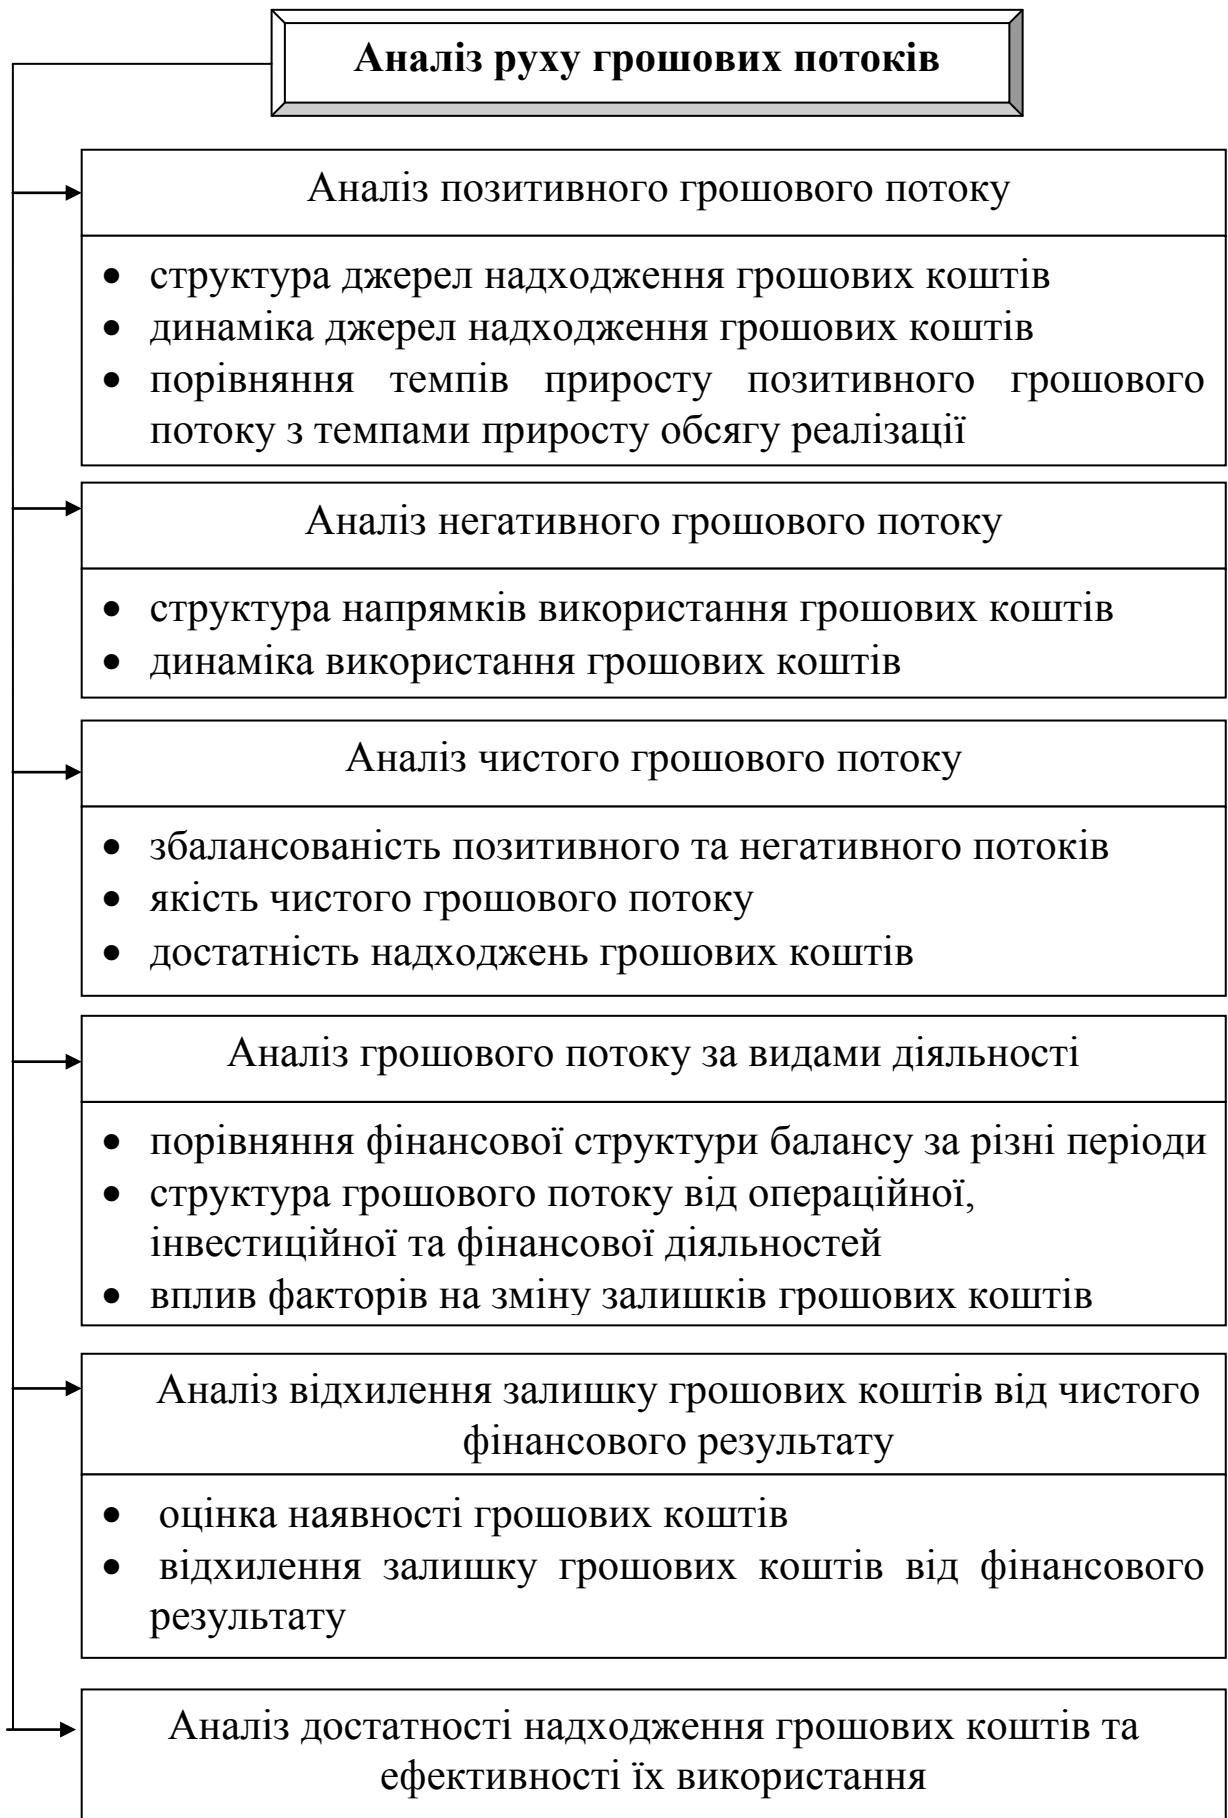 Аналіз руху грошових потоків
Аналіз позитивного грошового потоку
• структура джерел надходження грошових коштів
• динаміка джерел надходження грошових коштів
• порівняння темпів приросту позитивного грошового
потоку з темпами приросту обсягу реалізації
Аналіз негативного грошового потоку
• структура напрямків використання грошових коштів
• динаміка використання грошових коштів
Аналіз чистого грошового потоку
• збалансованість позитивного та негативного потоків
• якість чистого грошового потоку
• достатність надходжень грошових коштів
Аналіз грошового потоку за видами діяльності
• порівняння фінансової структури балансу за різні періоди
• структура грошового потоку від операційної,
інвестиційної та фінансової діяльностей
• вплив факторів на зміну залишків грошових коштів
Аналіз відхилення залишку грошових коштів від чистого
фінансового результату
• оцінка наявності грошових коштів
• відхилення залишку грошових коштів від фінансового
результату
Аналіз достатності надходження грошових коштів та
ефективності їх використання